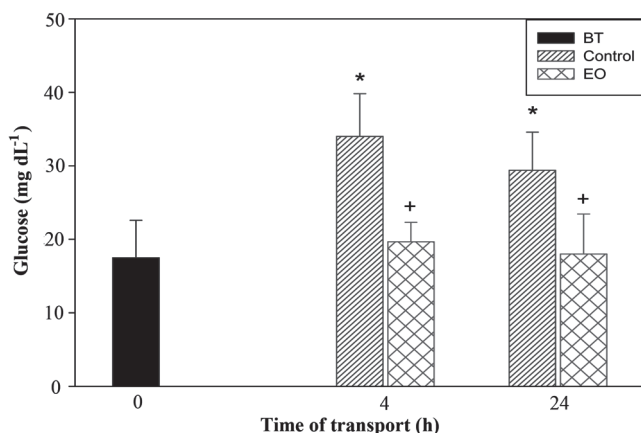 50
40
30
20
10
0
Glucose (mg dL-1)
BT
Control
EO
*
+
*
+
0
4
24
Time of transport (h)